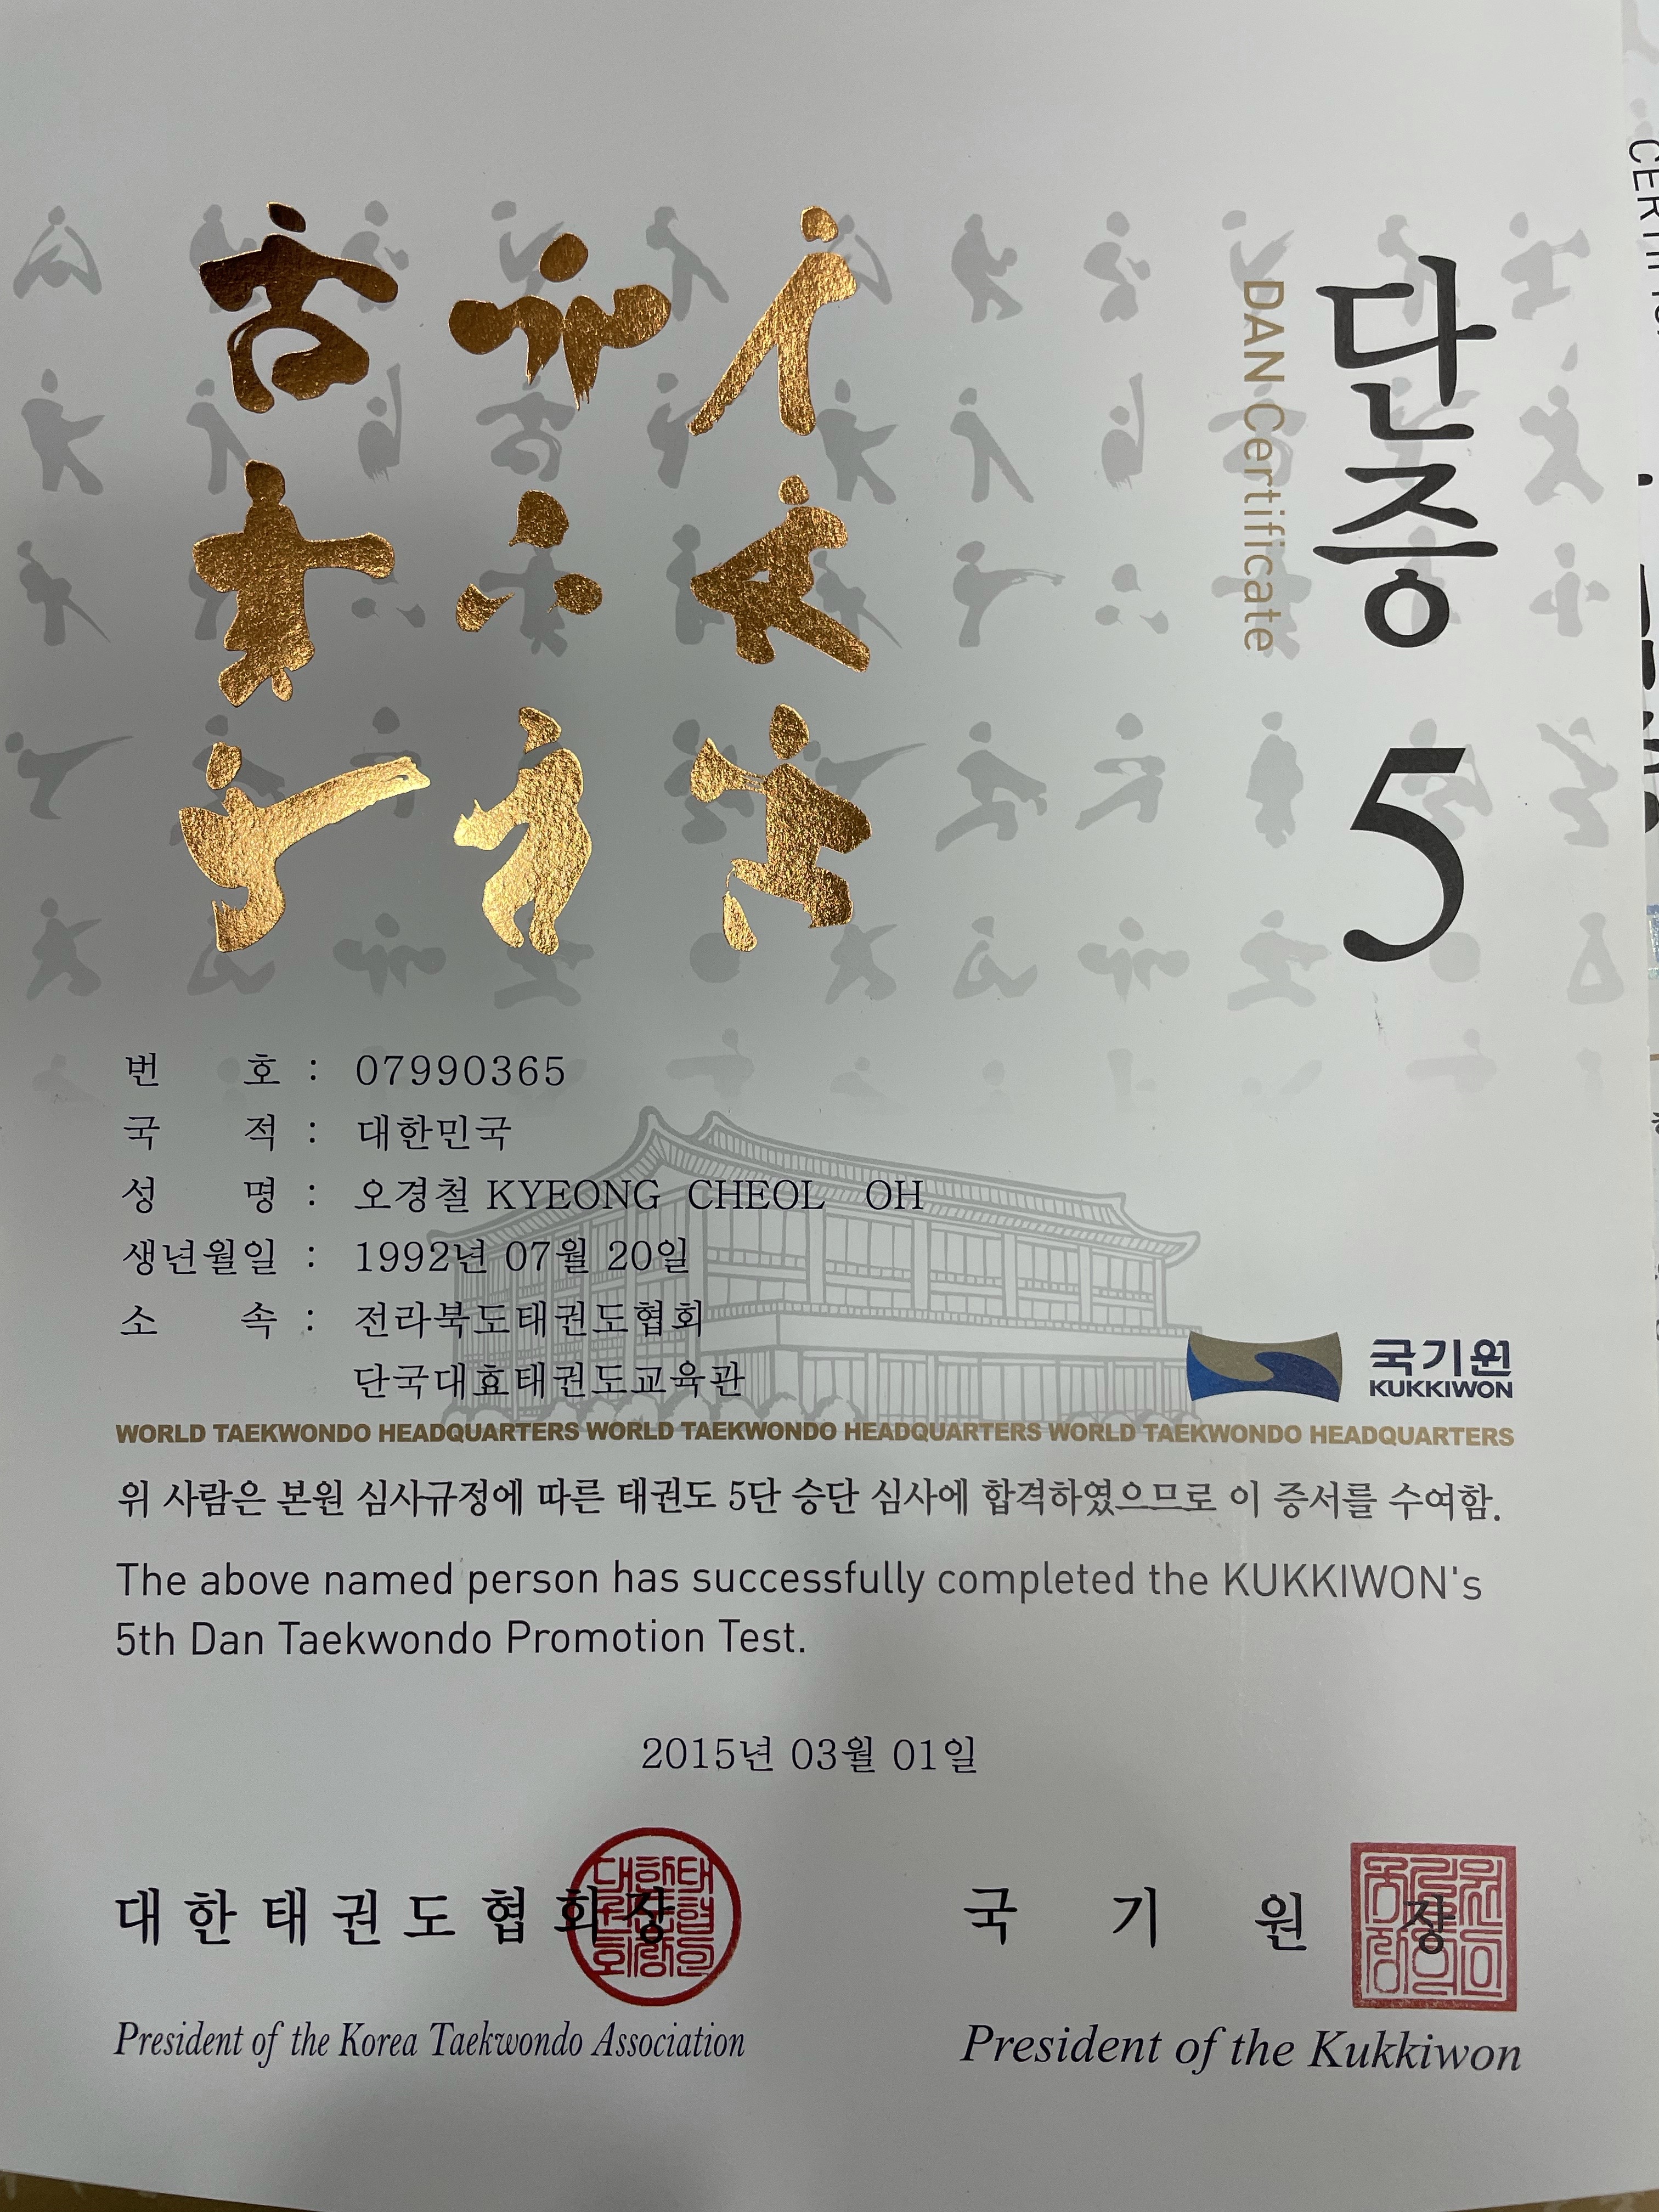 단증 5
DAN Certificate
번 호 : 07990365
국 적 : 대한민국
성 명 : 오경철 KYEONG CHEOL OH
생년월일 : 1992년 07월 20일
소 속 : 전라북도태권도협회
단국대효태권도교육관
국기원
KUKKIWON
WORLD TAEKWONDO HEADQUARTERS WORLD TAEKWONDO HEADQUARTERS WORLD TAEKWONDO HEADQUARTERS
위 사람은 본원 심사규정에 따른 태권도 5단 승단 심사에 합격하였으므로 이 증서를 수여함.
The above named person has successfully completed the KUKKIWON's
5th Dan Taekwondo Promotion Test.
2015년 03월 01일
대한태권도협회장
President of the Korea Taekwondo Association
국 기 원 장
President of the Kukkiwon